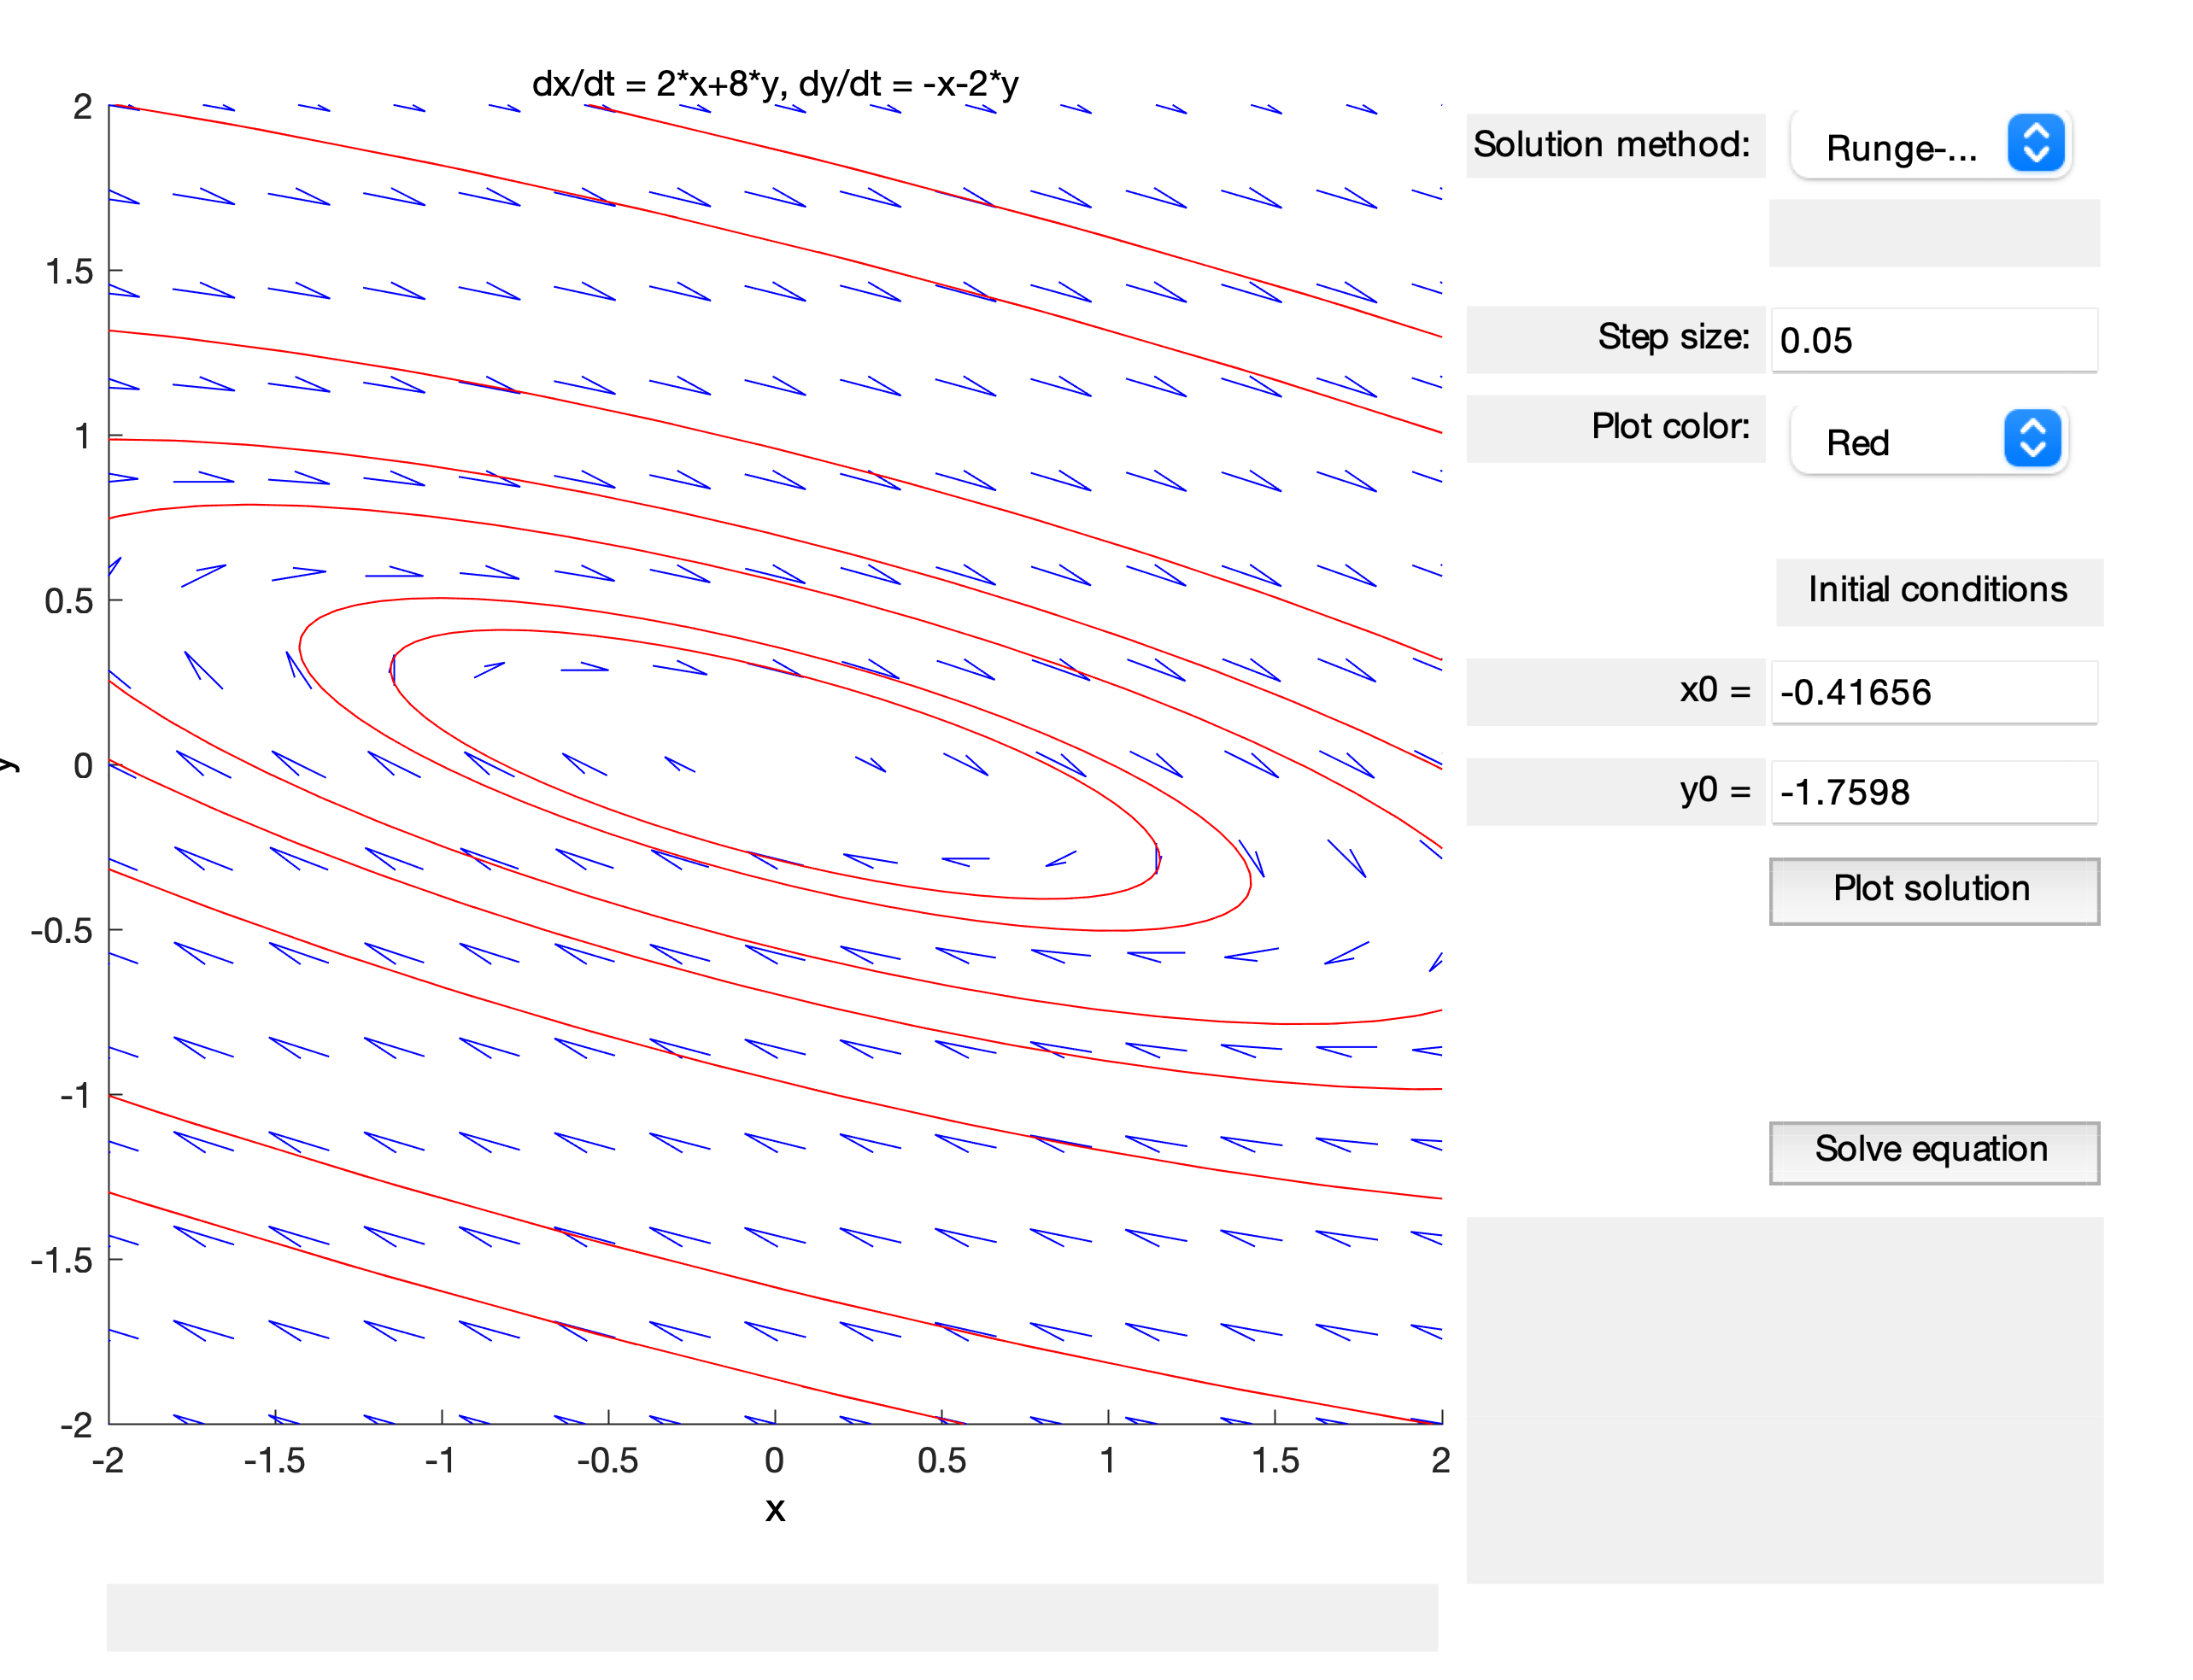 dx/dt = 2*x+8*y, dy/dt = -x-2*y
2
1.5
1
0.5
0
-0.5
-1
-1.5
-2
y
-2
-1.5
-1
-0.5
0
0.5
1
1.5
2
x
Solution method:
Runge-...
Step size:
0.05
Plot color:
Red
Initial conditions
x0 =
-0.41656
y0 =
-1.7598
Plot solution
Solve equation